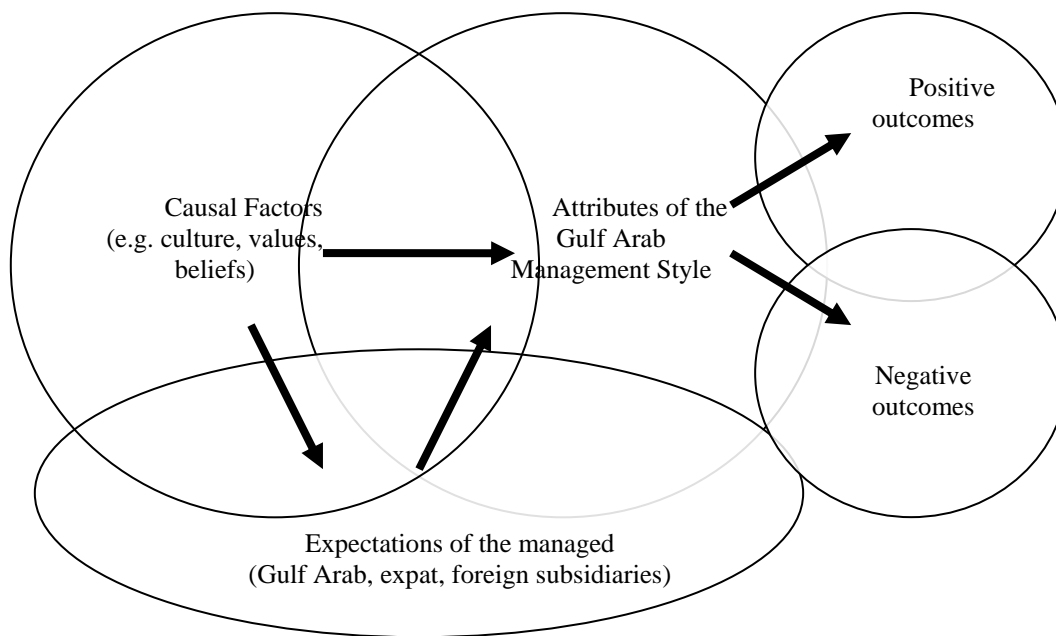 Causal Factors
(e.g. culture, values,
beliefs)
Attributes of the
Gulf Arab
Management Style
Positive
outcomes
Negative
outcomes
Expectations of the managed
(Gulf Arab, expat, foreign subsidiaries)